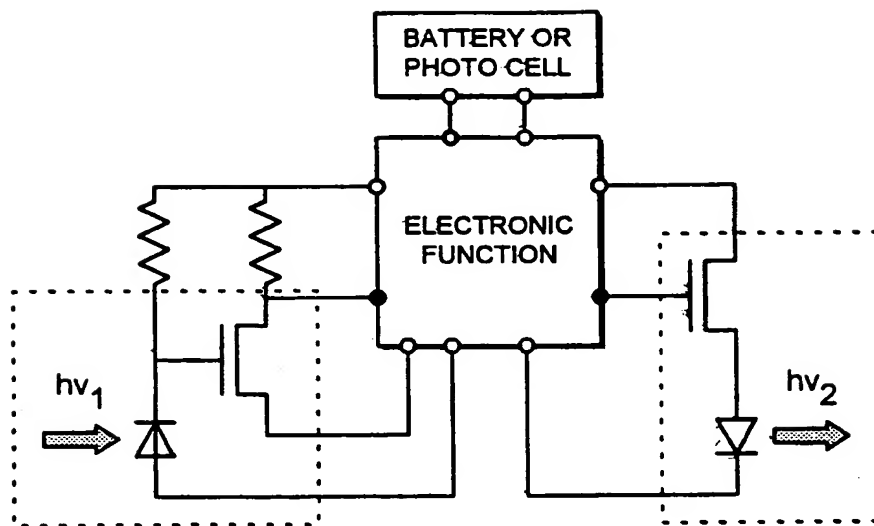 BATTERY OR
PHOTO CELL
ELECTRONIC
FUNCTION
hv1
hv2